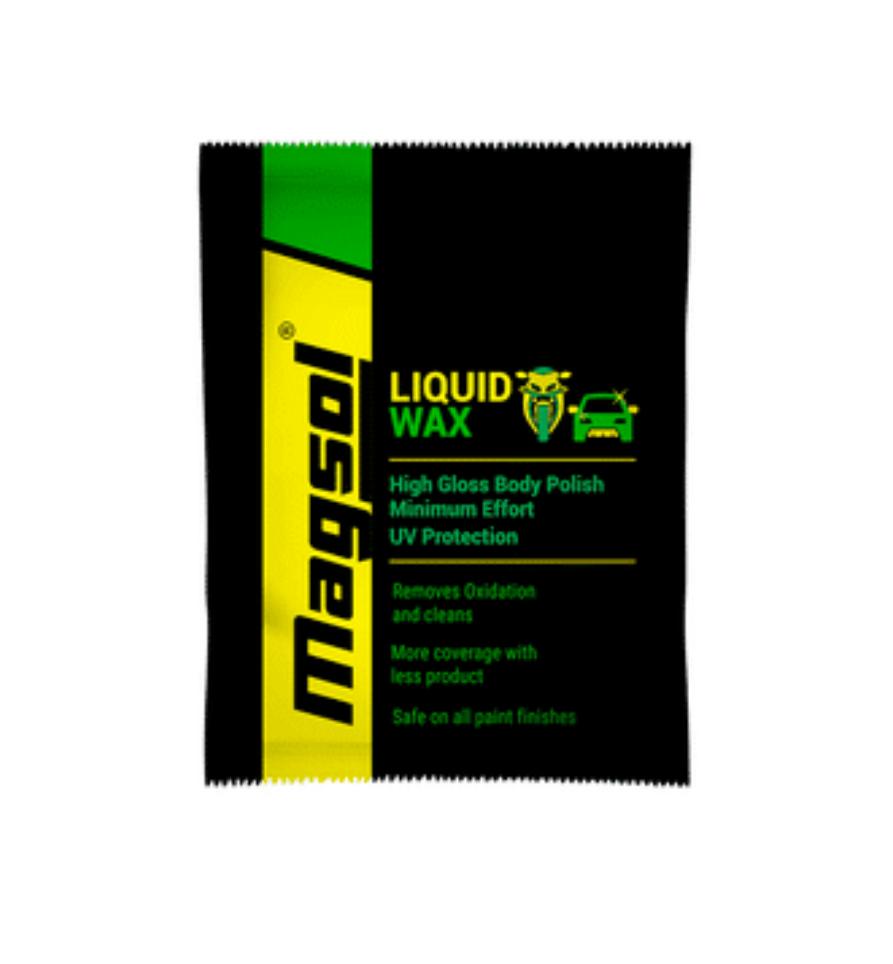 Magsol®
LIQUID
WAX
High Gloss Body Polish
Minimum Effort
UV Protection
Removes Oxidation
and cleans
More coverage with
less product
Safe on all paint finishes